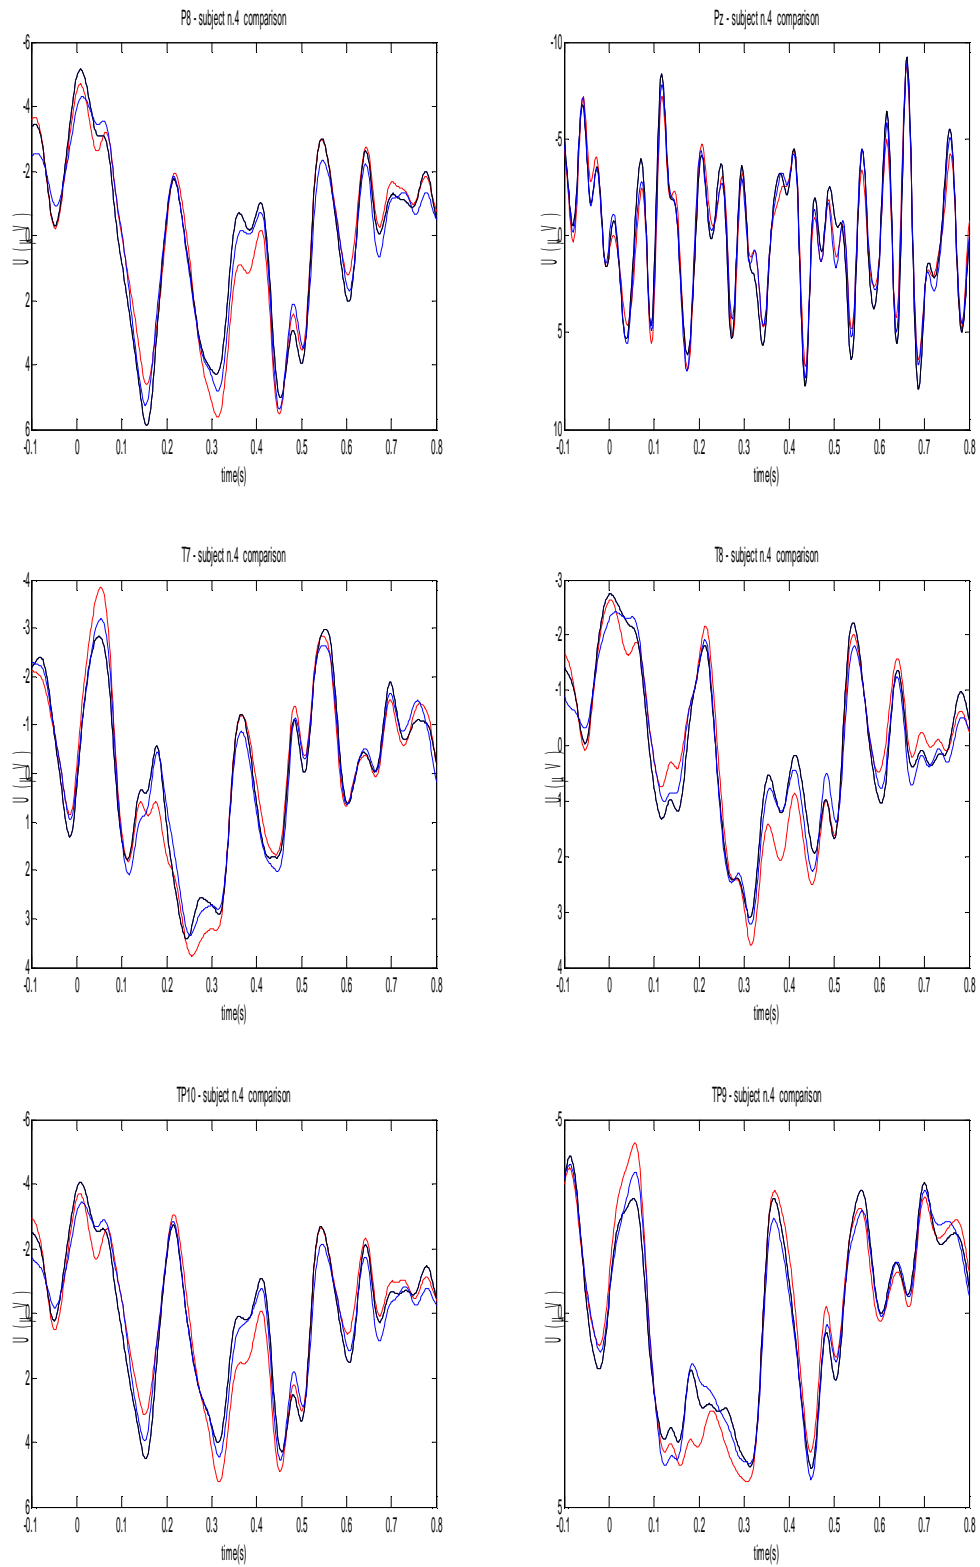 P8 - subject n.4 comparison
-6
-4
-2
0
2
4
6
U (µV)
-0.1 0 0.1 0.2 0.3 0.4 0.5 0.6 0.7 0.8
time(s)
Pz - subject n.4 comparison
-10
-5
0
5
10
U (µV)
-0.1 0 0.1 0.2 0.3 0.4 0.5 0.6 0.7 0.8
time(s)
T7 - subject n.4 comparison
-4
-3
-2
-1
0
1
2
3
4
U (µV)
-0.1 0 0.1 0.2 0.3 0.4 0.5 0.6 0.7 0.8
time(s)
T8 - subject n.4 comparison
-3
-2
-1
0
1
2
3
4
U (µV)
-0.1 0 0.1 0.2 0.3 0.4 0.5 0.6 0.7 0.8
time(s)
TP10 - subject n.4 comparison
-6
-4
-2
0
2
4
6
U (µV)
-0.1 0 0.1 0.2 0.3 0.4 0.5 0.6 0.7 0.8
time(s)
TP9 - subject n.4 comparison
-5
0
5
U (µV)
-0.1 0 0.1 0.2 0.3 0.4 0.5 0.6 0.7 0.8
time(s)